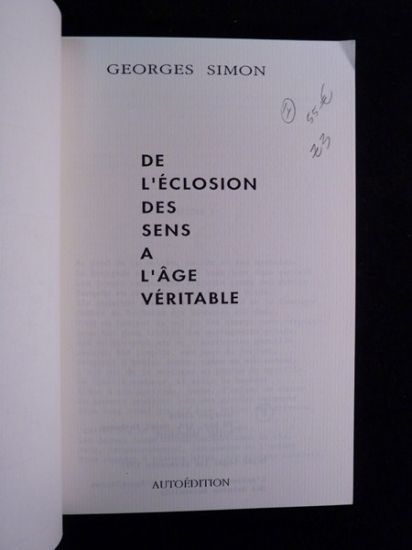 GEORGES SIMON
DE
L'ÉCLOSION
DES
SENS
A
L'ÂGE
VÉRITABLE
AUTOÉDITION